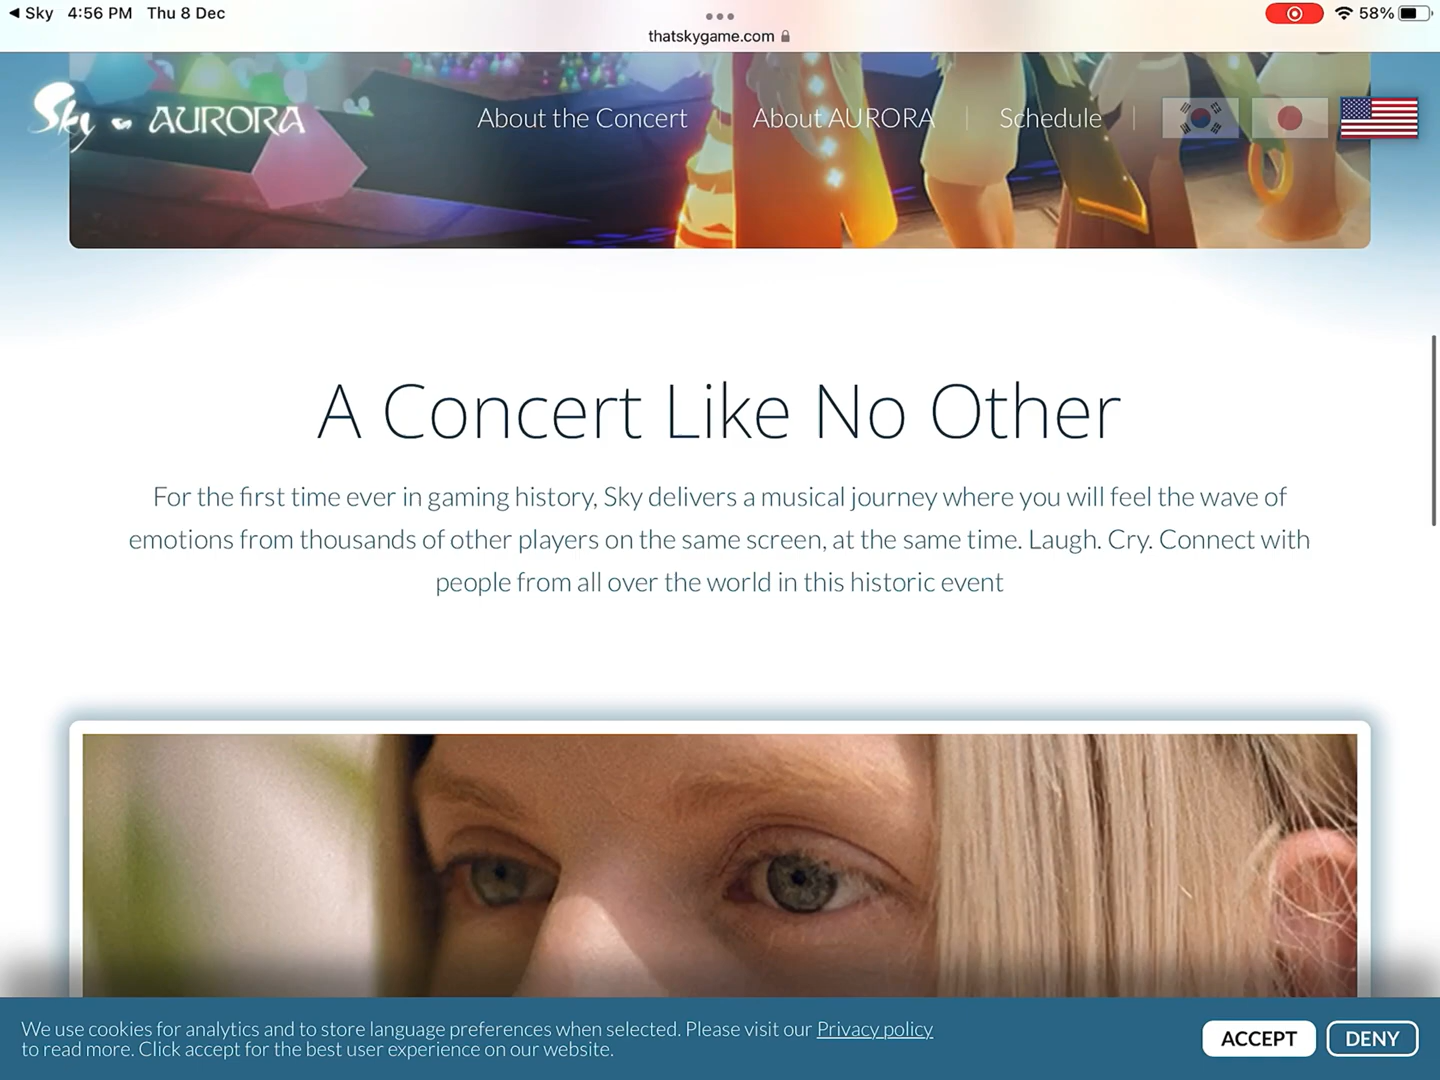 Sky 4:56 PM Thu 8 Dec
58%
thatskygame.com
Sky AURORA
About the Concert
About AURORA
Schedule
A Concert Like No Other
For the first time ever in gaming history, Sky delivers a musical journey where you will feel the wave of
emotions from thousands of other players on the same screen, at the same time. Laugh. Cry. Connect with
people from all over the world in this historic event
We use cookies for analytics and to store language preferences when selected. Please visit our Privacy policy
to read more. Click accept for the best user experience on our website.
ACCEPT
DENY